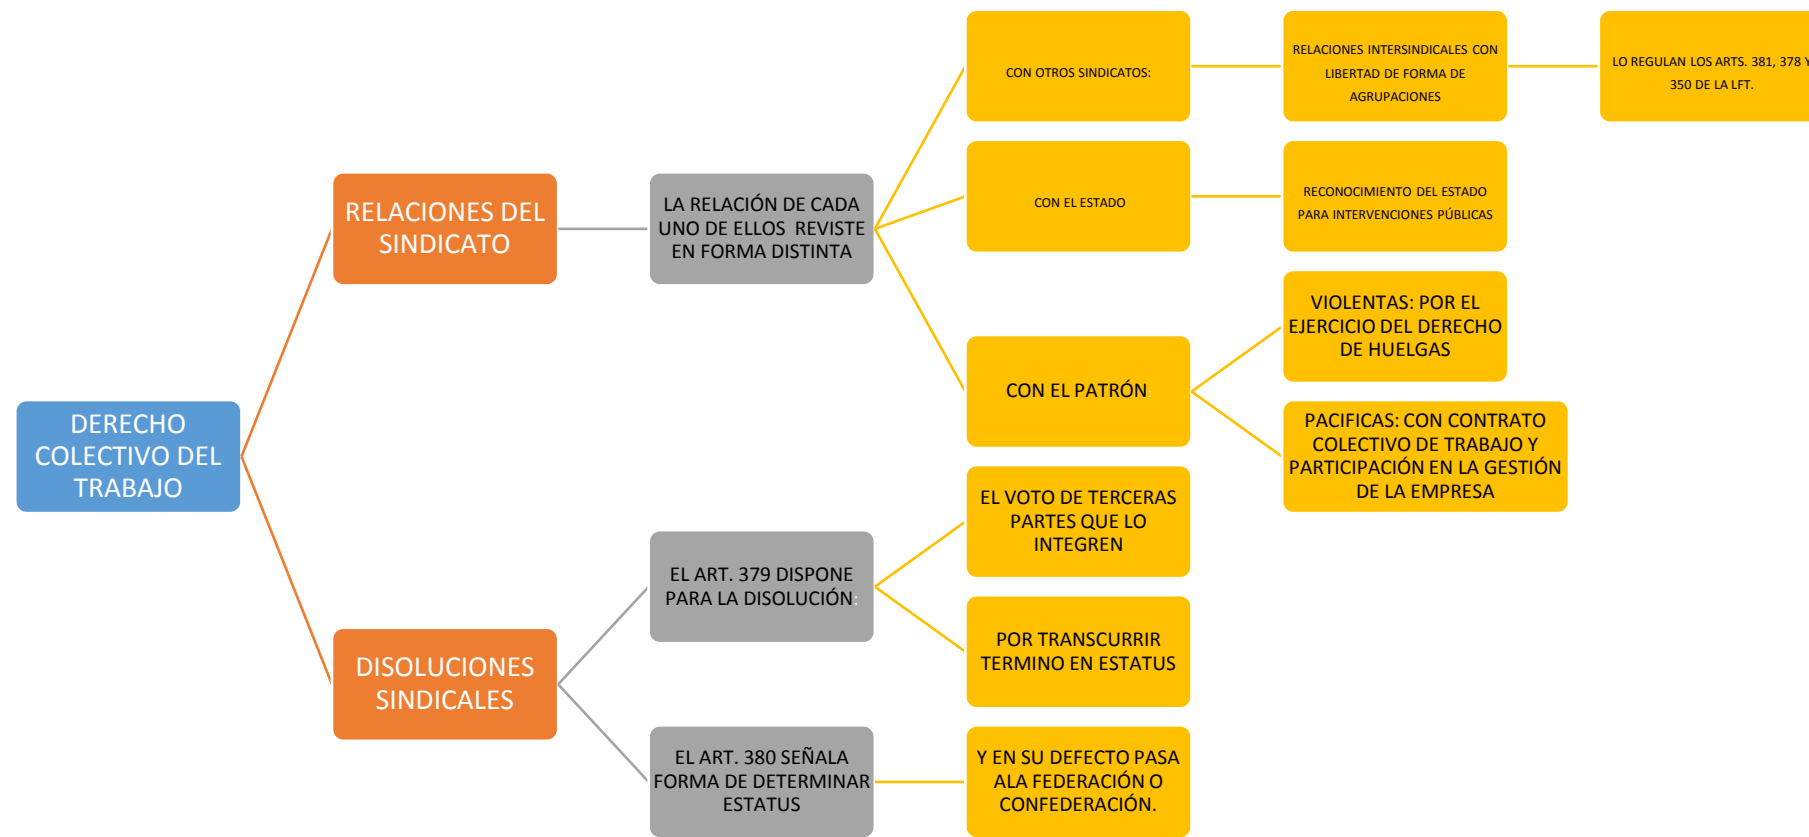 DERECHO
COLECTIVO DEL
TRABAJO
RELACIONES DEL
SINDICATO
LA RELACIÓN DE CADA
UNO DE ELLOS REVISTE
EN FORMA DISTINTA
CON OTROS SINDICATOS:
RELACIONES INTERSINDICALES CON
LIBERTAD DE FORMA DE
AGRUPACIONES
LO REGULAN LOS ARTS. 381, 378 Y
350 DE LA LFT.
CON EL ESTADO
RECONOCIMIENTO DEL ESTADO
PARA INTERVENCIONES PÚBLICAS
CON EL PATRÓN:
VIOLENTAS: POR EL
EJERCICIO DEL DERECHO
DE HUELGAS
PACIFICAS: CON CONTRATO
COLECTIVO DE TRABAJO Y
PARTICIPACIÓN EN LA GESTIÓN
DE LA EMPRESA
DISOLUCIONES
SINDICALES
EL ART. 379 DISPONE
PARA LA DISOLUCIÓN:
EL VOTO DE TERCERAS
PARTES QUE LO
INTEGREN
POR TRANSCURRIR
TERMINO EN ESTATUS
EL ART. 380 SEÑALA
FORMA DE DETERMINAR
ESTATUS
Y EN SU DEFECTO PASA
ALA FEDERACIÓN O
CONFEDERACIÓN.